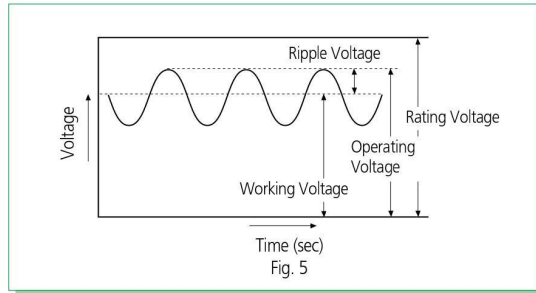 Ripple Voltage
Rating Voltage
Operating
Voltage
Working Voltage
Voltage
Time (sec)
Fig. 5